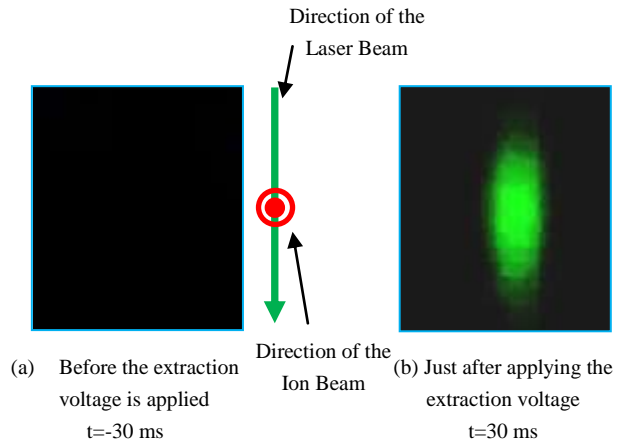 Direction of the
Laser Beam
Direction of the
Ion Beam
(a) Before the extraction
voltage is applied
t=-30 ms
(b) Just after applying the
extraction voltage
t=30 ms